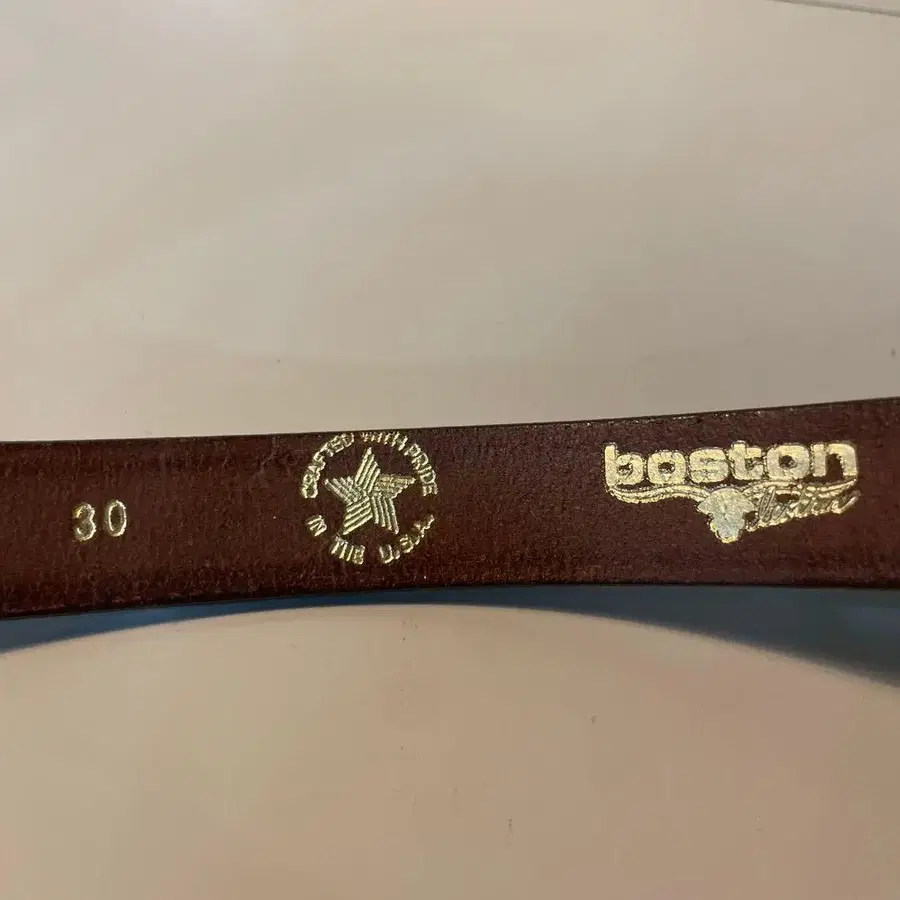 30
CRAFTED WITH PRIDE
IN THE U.S.A.
boston